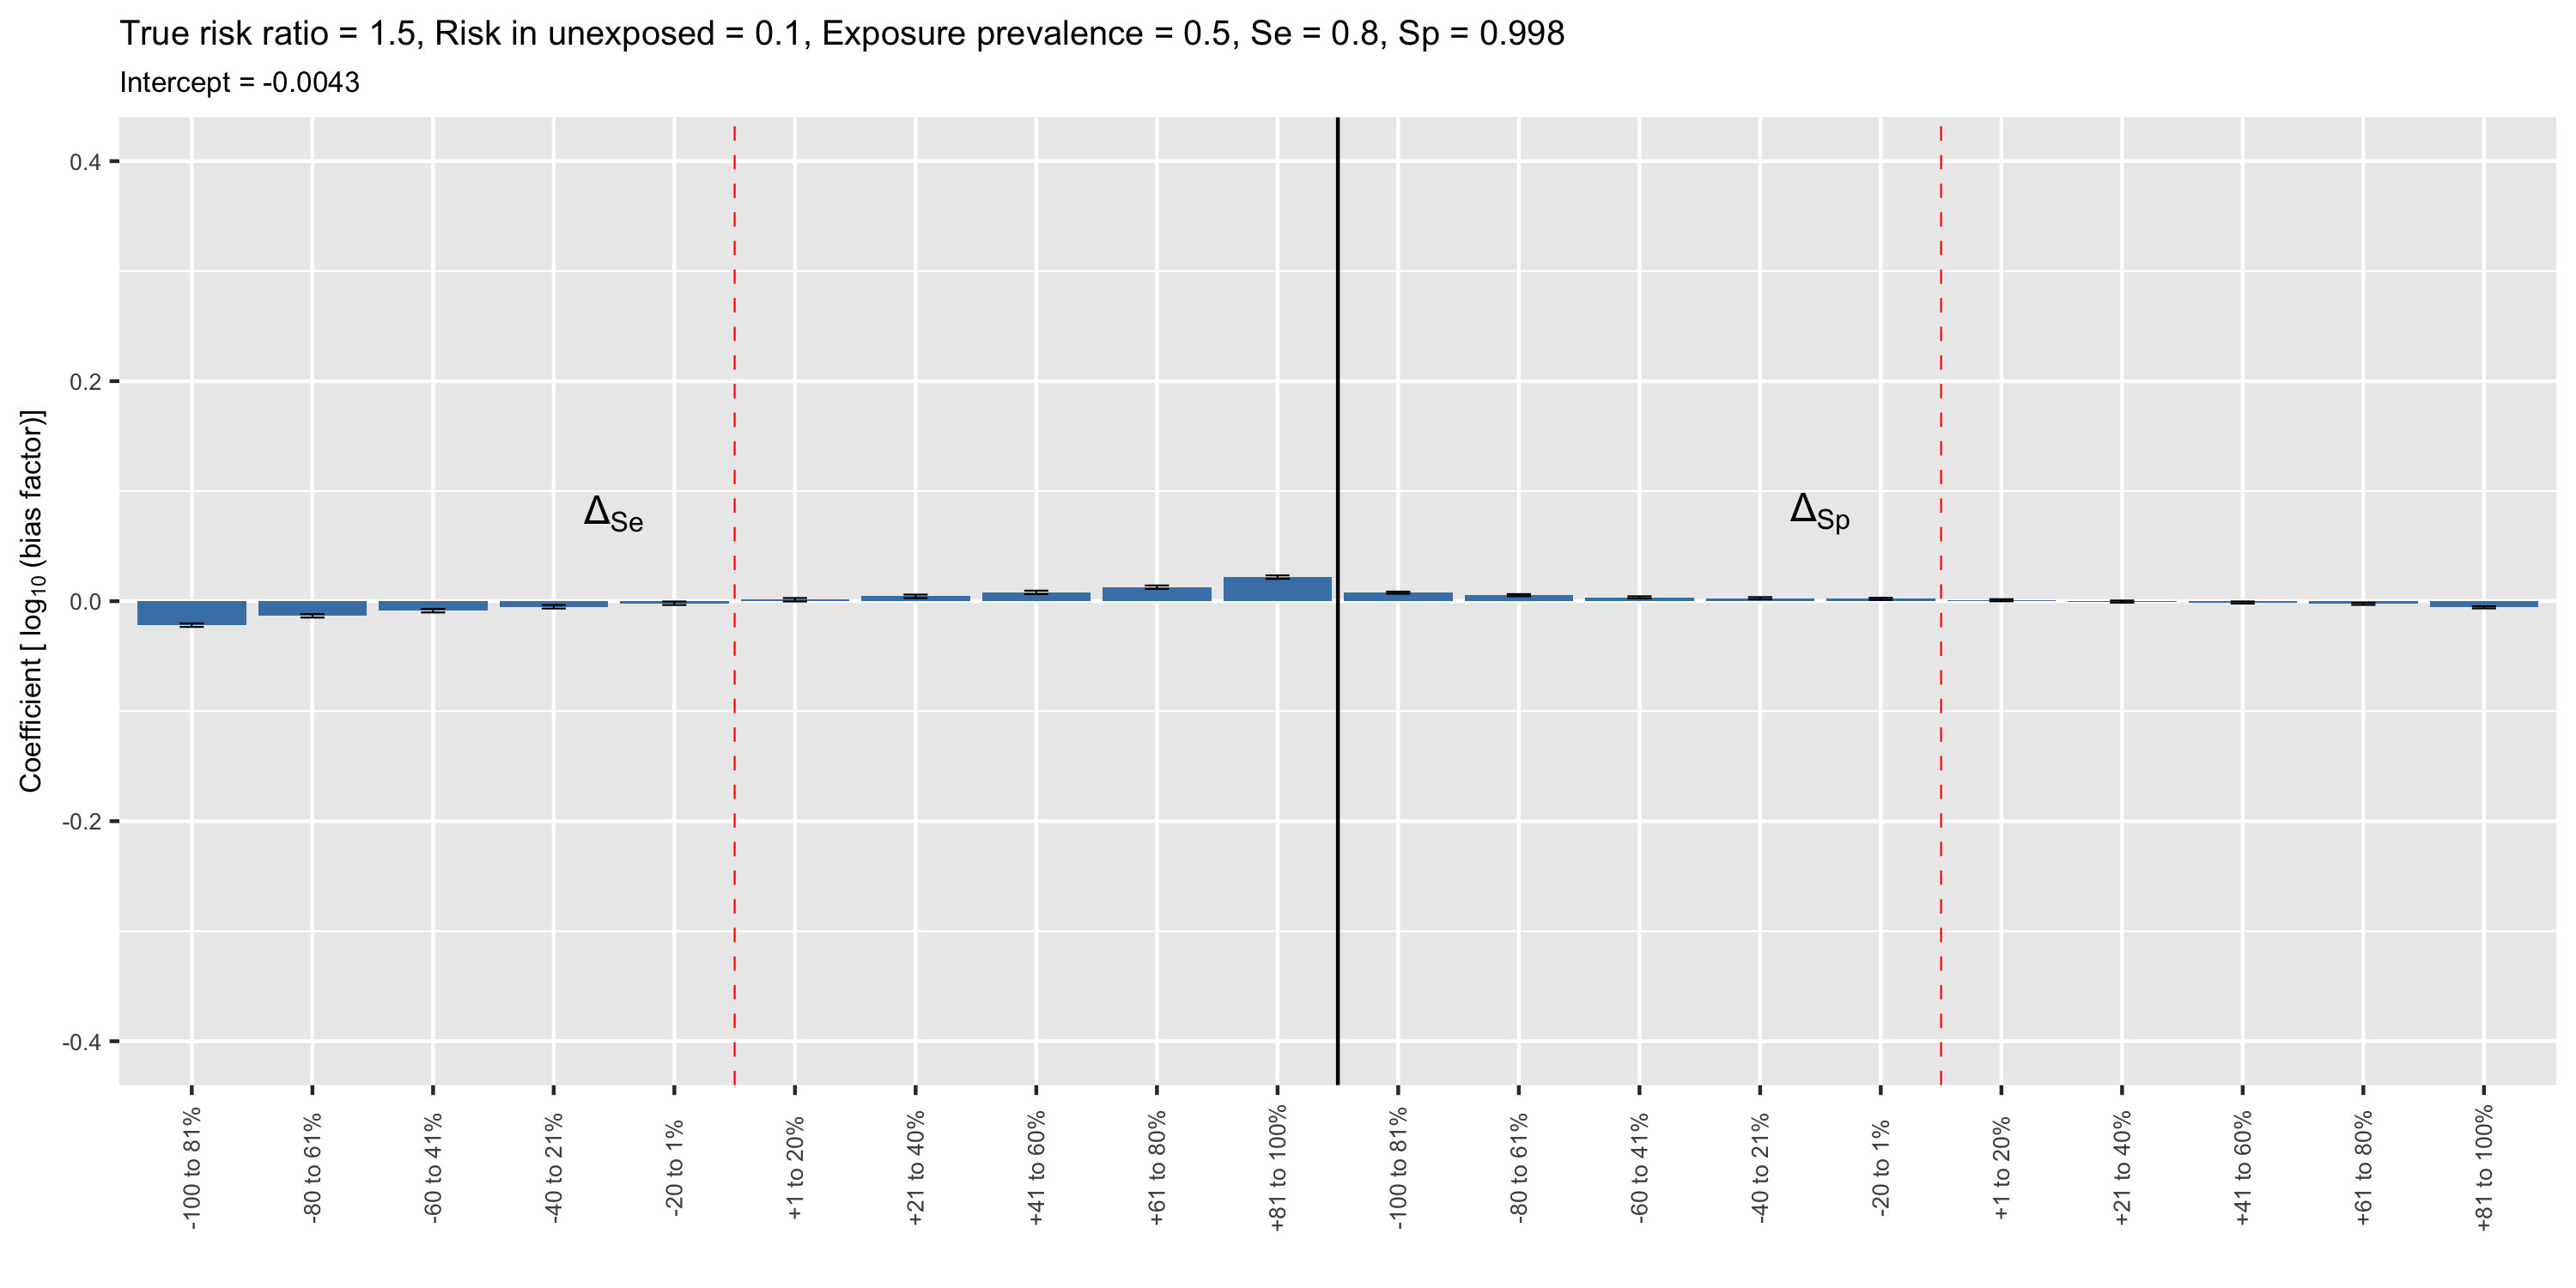 True risk ratio = 1.5, Risk in unexposed = 0.1, Exposure prevalence = 0.5, Se = 0.8, Sp = 0.998
Intercept = -0.0043
Coefficient [ log10 (bias factor)]
0.4
0.2
0.0
-0.2
-0.4
ΔSe
ΔSp
-100 to 81%
-80 to 61%
-60 to 41%
-40 to 21%
-20 to 1%
+1 to 20%
+21 to 40%
+41 to 60%
+61 to 80%
+81 to 100%
-100 to 81%
-80 to 61%
-60 to 41%
-40 to 21%
-20 to 1%
+1 to 20%
+21 to 40%
+41 to 60%
+61 to 80%
+81 to 100%